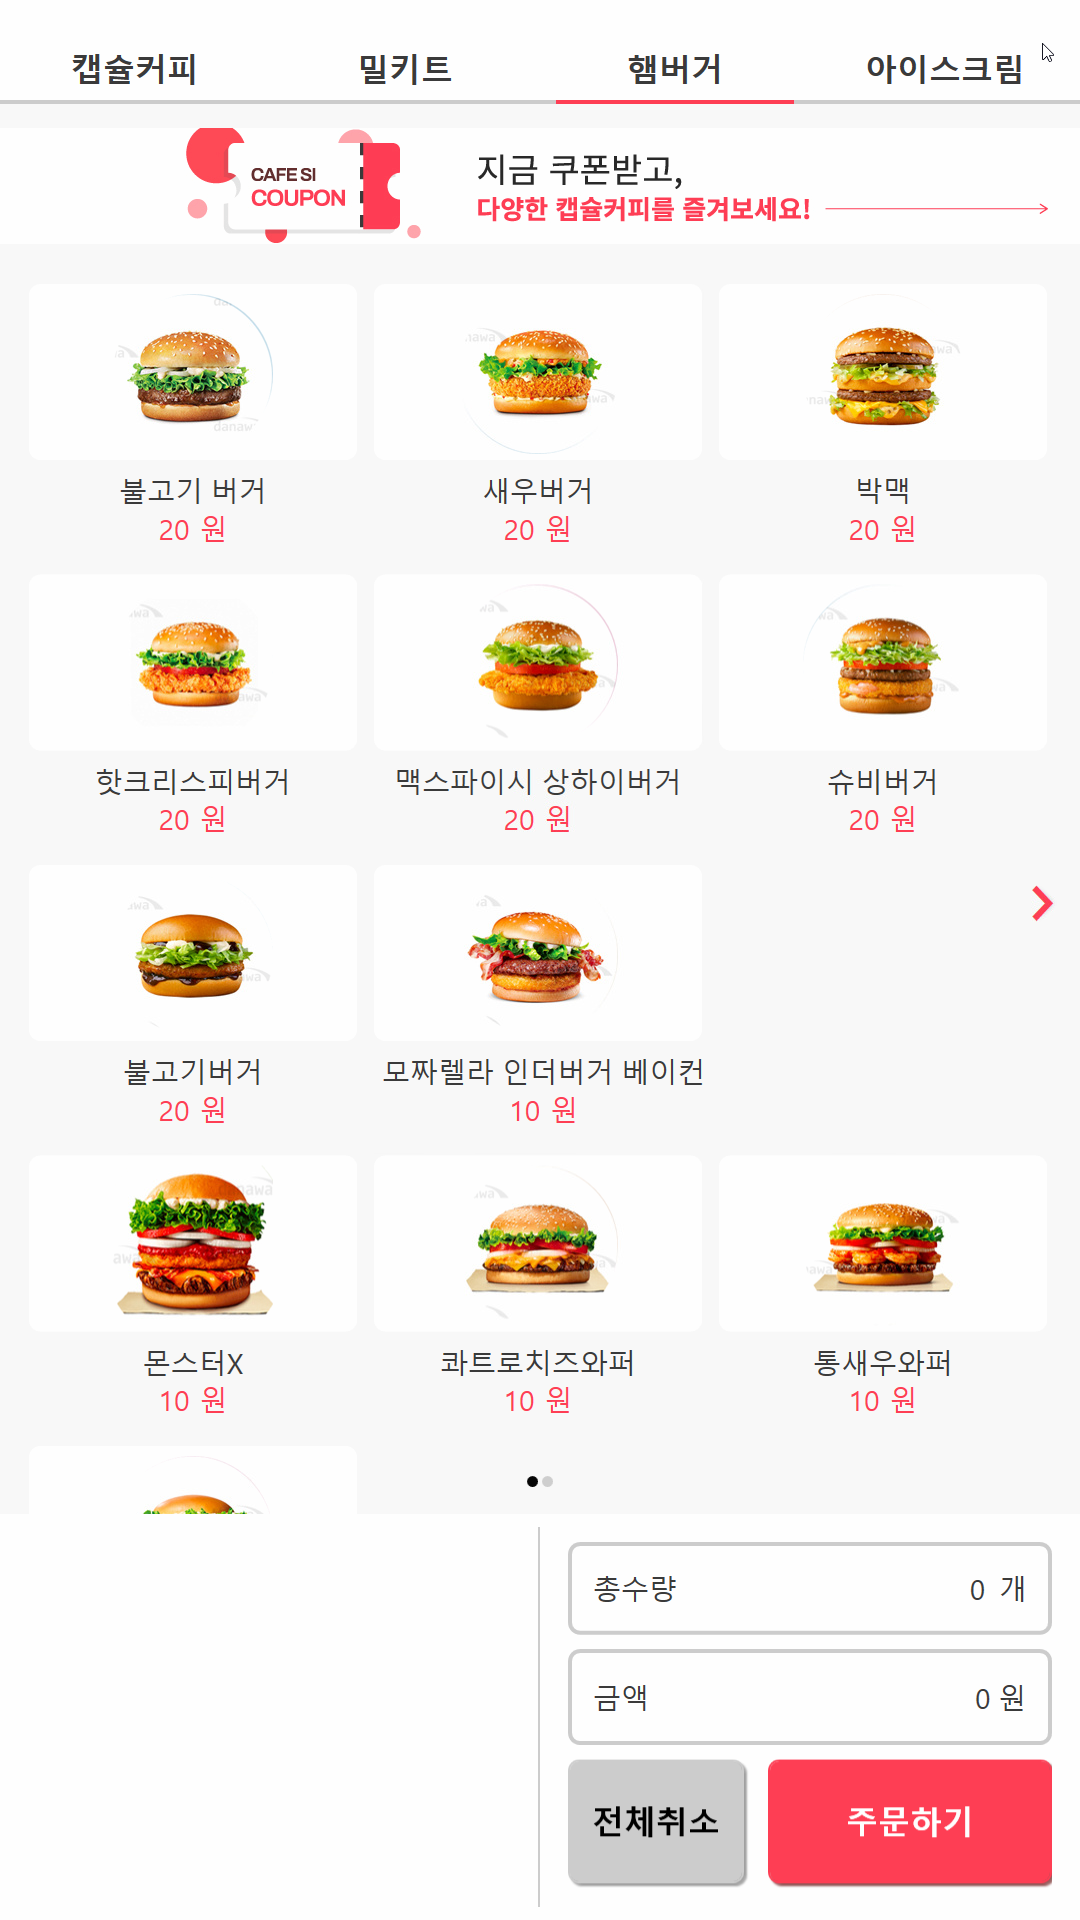 캡슐커피 밀키트 햄버거 아이스크림
CAFE SI
COUPON
지금 쿠폰받고,
다양한 캡슐커피를 즐겨보세요!
불고기 버거 새우버거 박맥
20 원 20 원 20 원
핫크리스피버거 맥스파이시 상하이버거 슈비버거
20 원 20 원 20 원
불고기버거 모짜렐라 인더버거 베이컨
20 원 10 원
몬스터X 콰트로치즈와퍼 통새우와퍼
10 원 10 원 10 원
총수량 0 개
금액 0 원
전체취소 주문하기